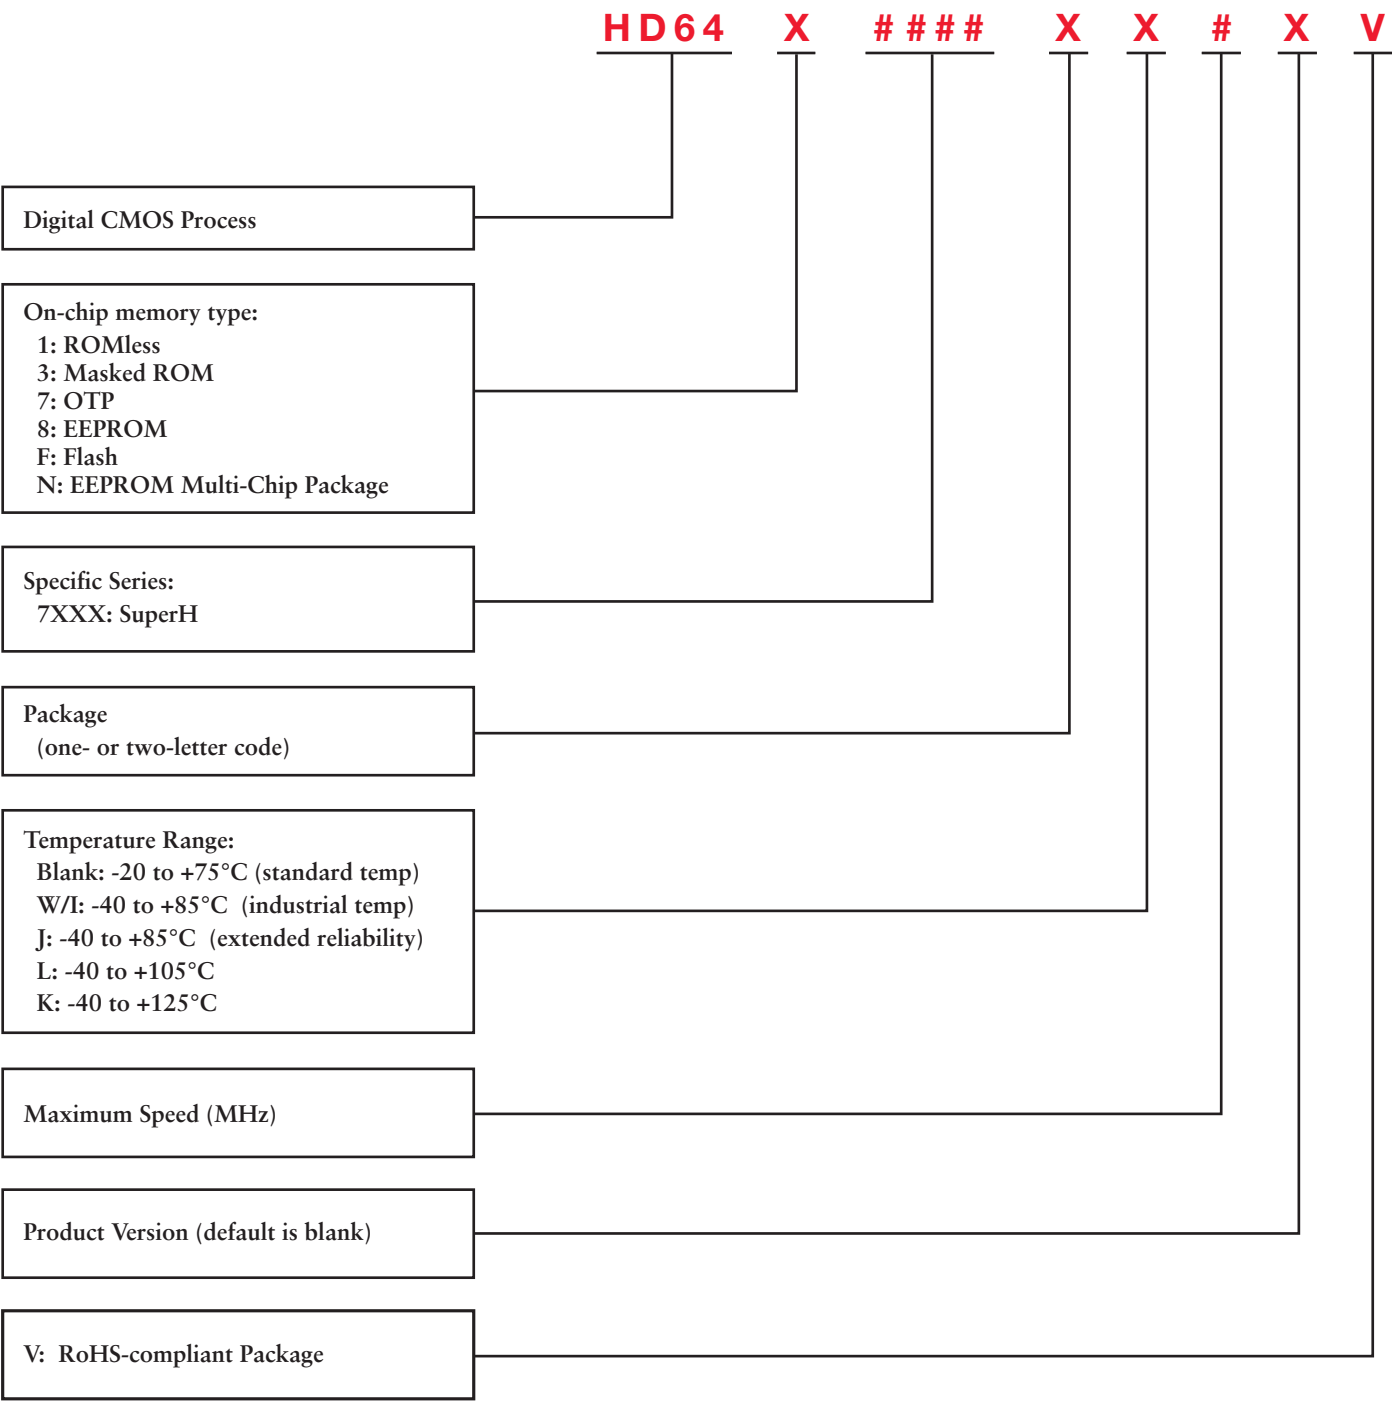 HD64 X #### X X # X V
Digital CMOS Process
On-chip memory type:
1: ROMless
3: Masked ROM
7: OTP
8: EEPROM
F: Flash
N: EEPROM Multi-Chip Package
Specific Series:
7XXX: SuperH
Package
(one- or two-letter code)
Temperature Range:
Blank: -20 to +75°C (standard temp)
W/I: -40 to +85°C (industrial temp)
J: -40 to +85°C (extended reliability)
L: -40 to +105°C
K: -40 to +125°C
Maximum Speed (MHz)
Product Version (default is blank)
V: RoHS-compliant Package